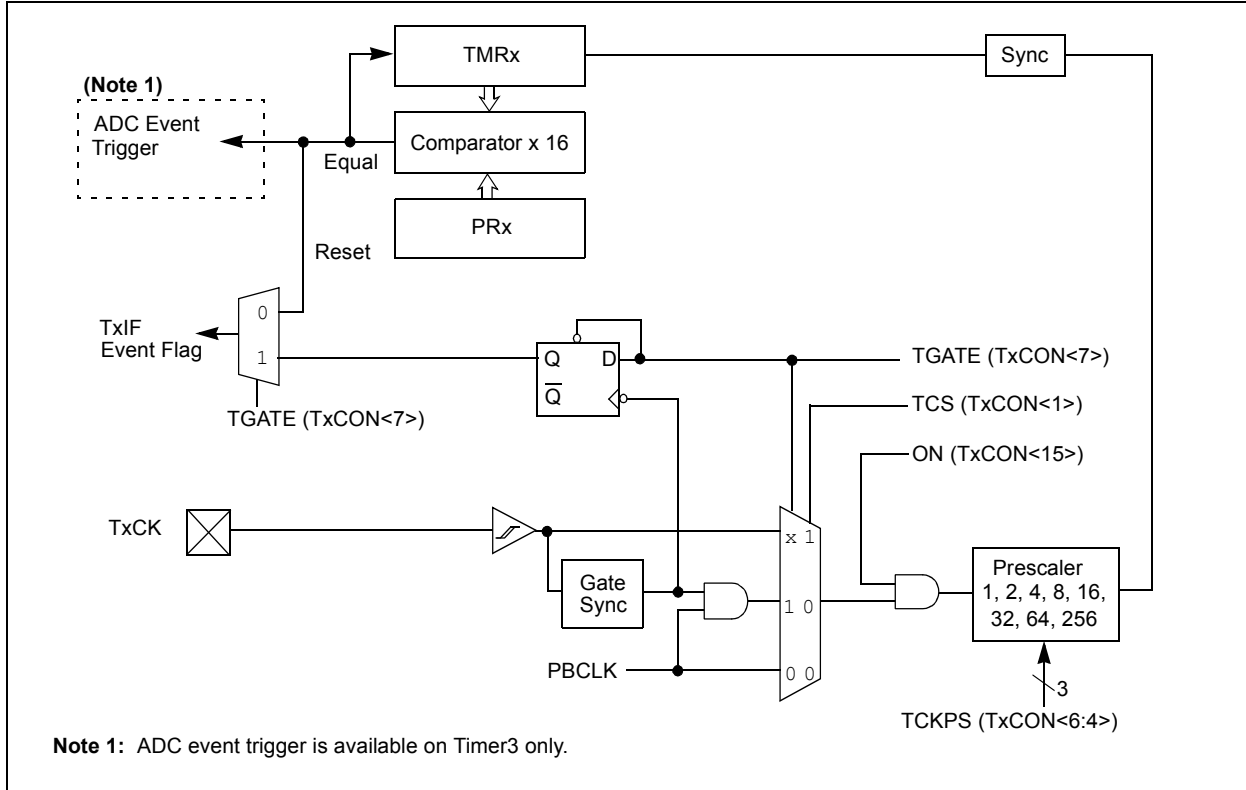 TMRx
Sync
(Note 1)
ADC Event
Trigger
Equal
Comparator x 16
PRx
Reset
0
1
TxIF
Event Flag
TGATE (TxCON<7>)
Q
D
Q
TGATE (TxCON<7>)
TCS (TxCON<1>)
ON (TxCON<15>)
TxCK
x 1
Gate
Sync
1 0
PBCLK
0 0
Prescaler
1, 2, 4, 8, 16,
32, 64, 256
3
TCKPS (TxCON<6:4>)
Note 1: ADC event trigger is available on Timer3 only.